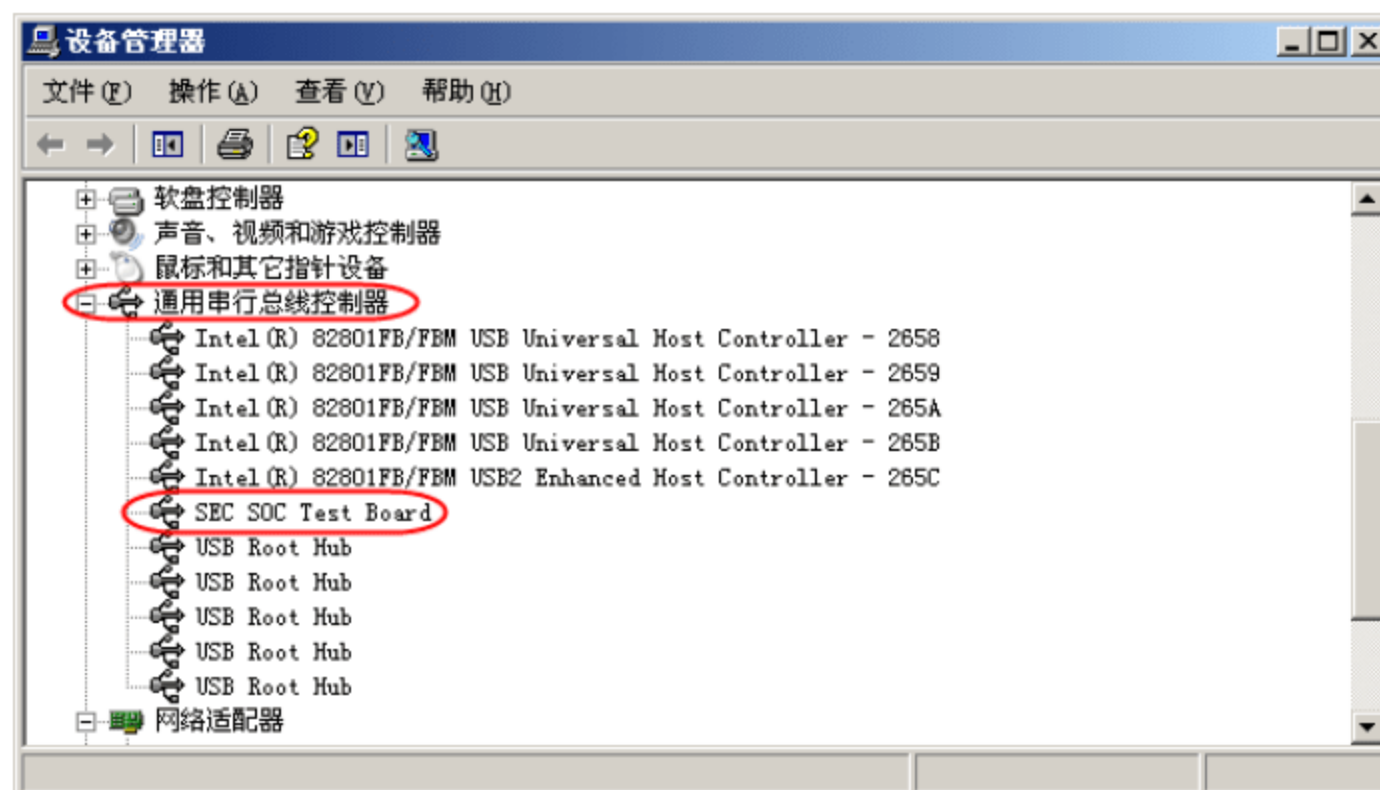 设备管理器
文件(F) 操作(A) 查看(V) 帮助(H)
软盘控制器
声音、视频和游戏控制器
鼠标和其它指针设备
通用串行总线控制器
Intel(R) 82801FB/FBM USB Universal Host Controller - 2658
Intel(R) 82801FB/FBM USB Universal Host Controller - 2659
Intel(R) 82801FB/FBM USB Universal Host Controller - 265A
Intel(R) 82801FB/FBM USB Universal Host Controller - 265B
Intel(R) 82801FB/FBM USB2 Enhanced Host Controller - 265C
SEC SOC Test Board
USB Root Hub
USB Root Hub
USB Root Hub
USB Root Hub
USB Root Hub
网络适配器